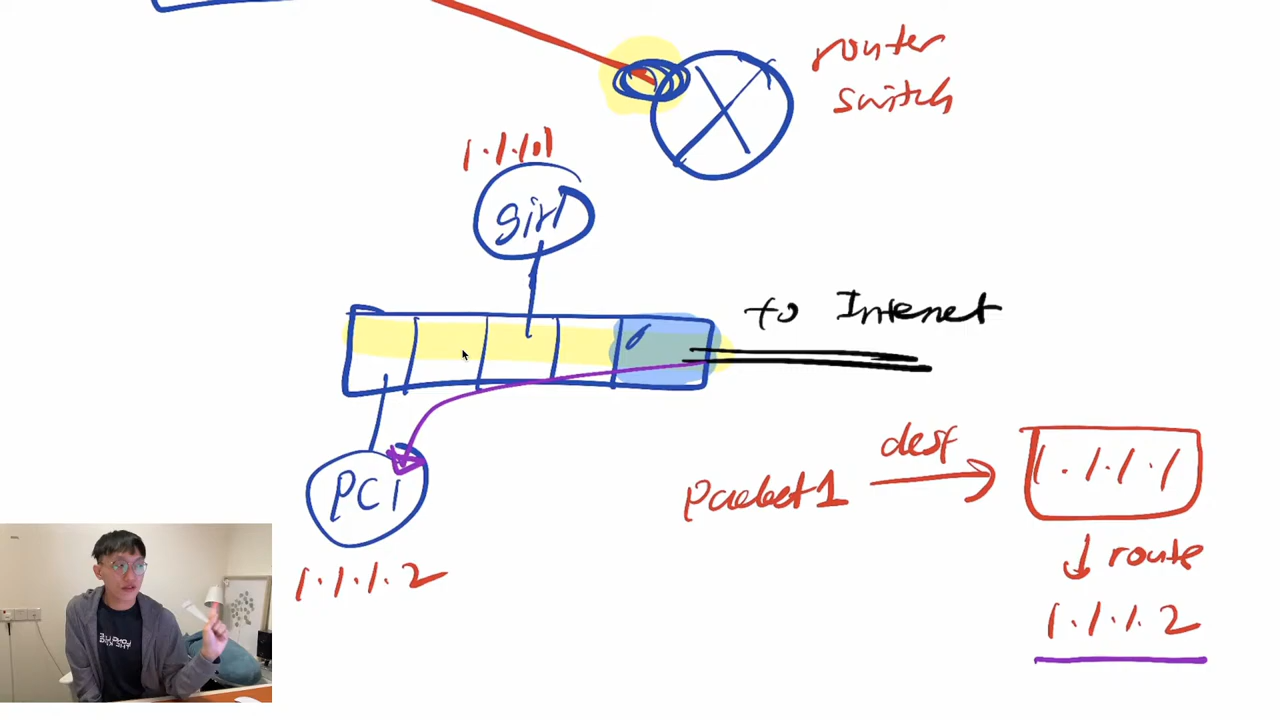 router
switch
1.1.1.1
girl
to Internet
dest
Packet1
1.1.1.1
PC1
route
1.1.1.2
1.1.1.2